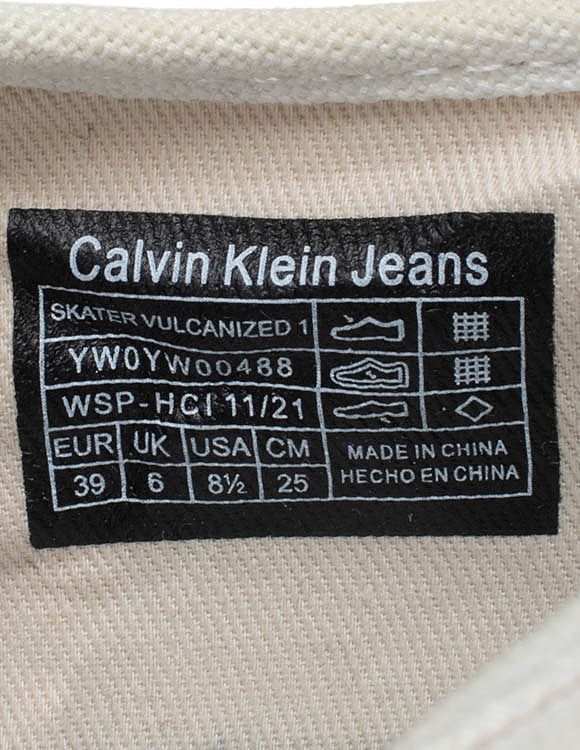 Calvin Klein Jeans
SKATER VULCANIZED 1
YW0YW00488
WSP-HCI 11/21
EUR UK USA CM
39 6 8½ 25
MADE IN CHINA
HECHO EN CHINA